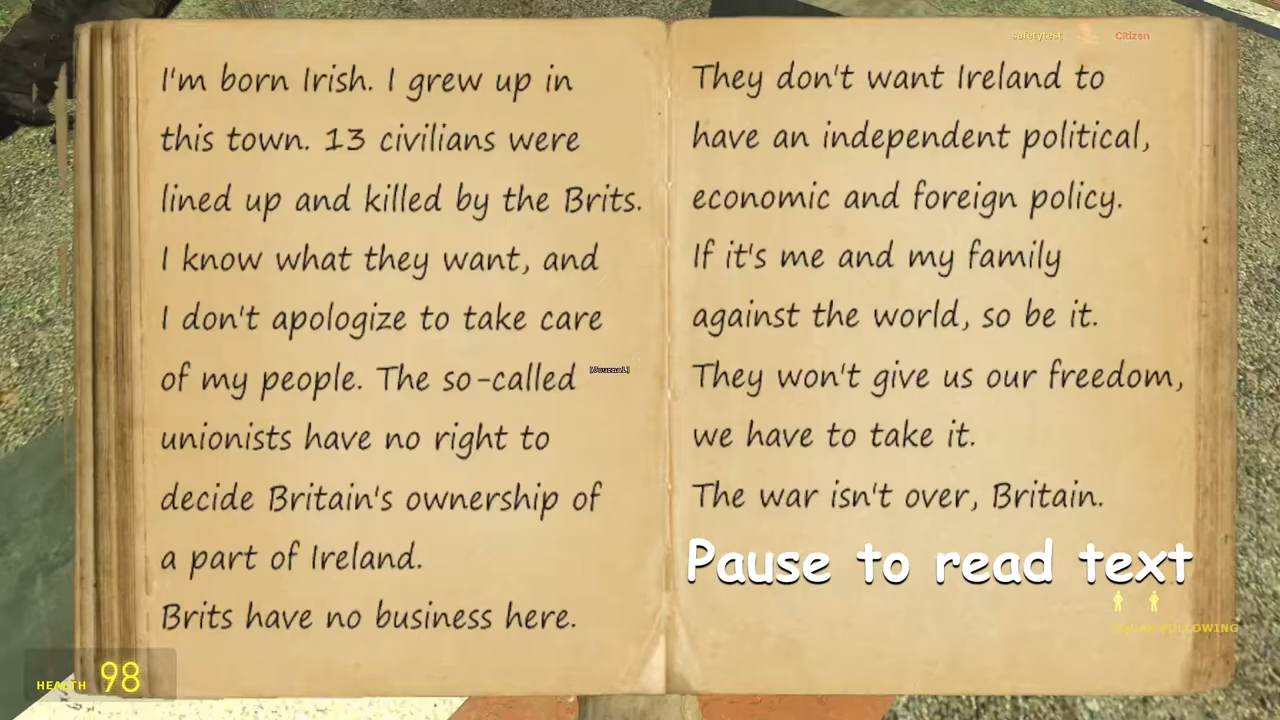 safetytest Citizen
I'm born Irish. I grew up in
this town. 13 civilians were
lined up and killed by the Brits.
I know what they want, and
I don't apologize to take care
of my people. The so-called
unionists have no right to
decide Britain's ownership of
a part of Ireland.
Brits have no business here.
[Journal]
They don't want Ireland to
have an independent political,
economic and foreign policy.
If it's me and my family
against the world, so be it.
They won't give us our freedom,
we have to take it.
The war isn't over, Britain.
Pause to read text
SQUAD FOLLOWING
HEALTH 98